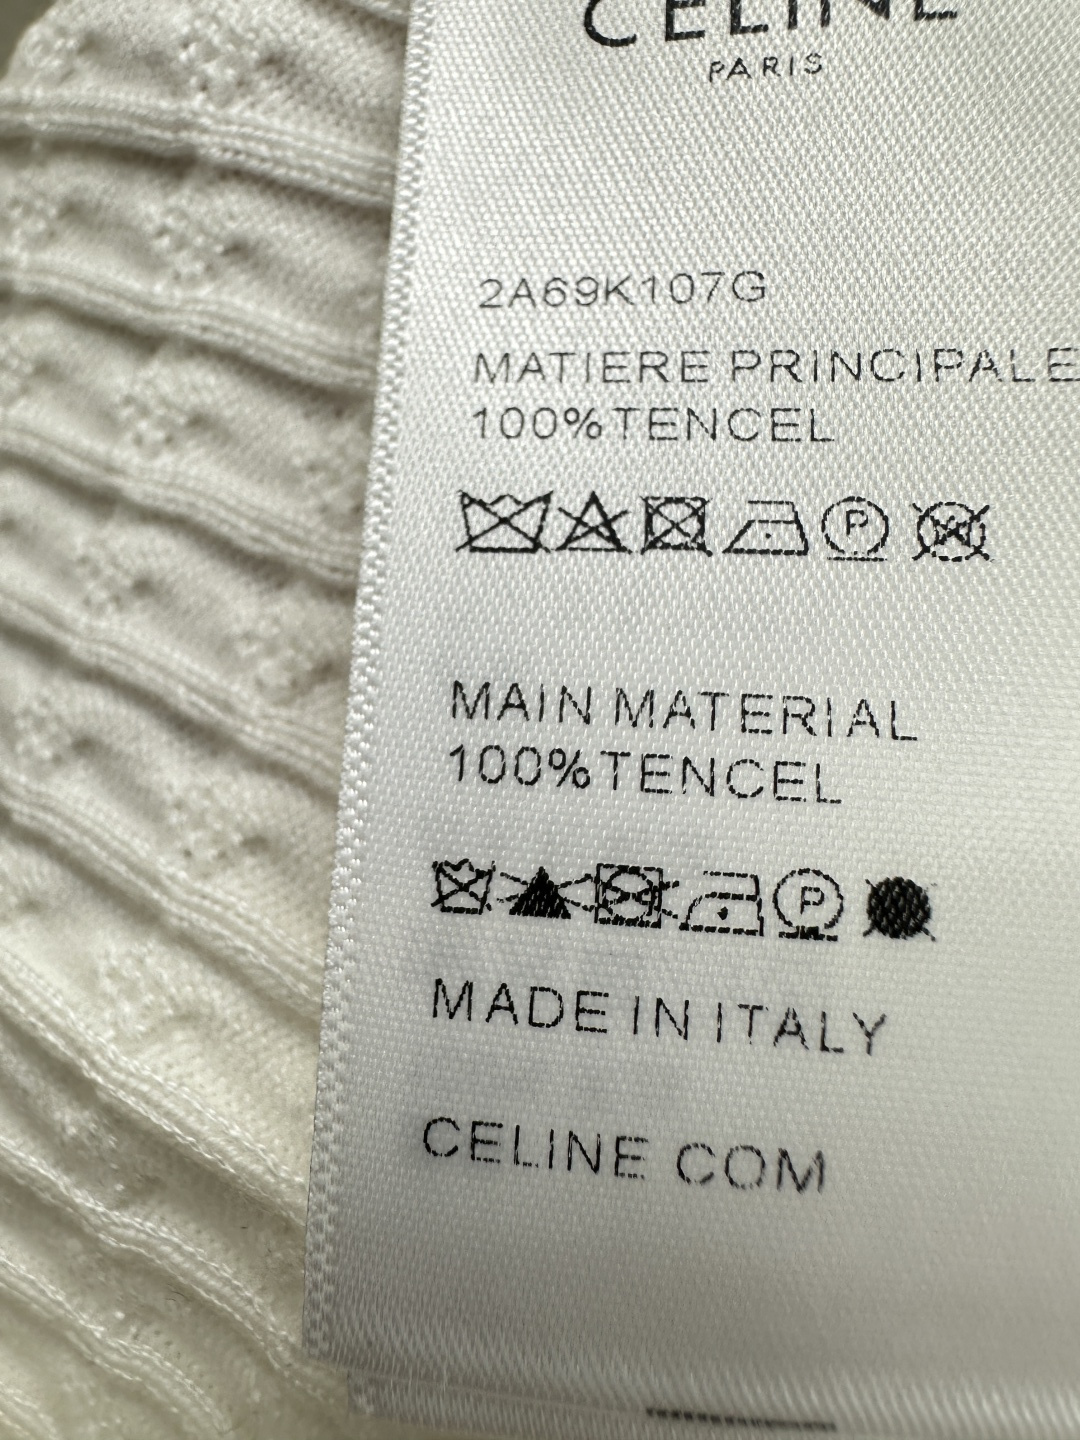 CELINE
PARIS
2A69K107G
MATIERE PRINCIPALE
100%TENCEL
P
W
MAIN MATERIAL
100%TENCEL
P
MADE IN ITALY
CELINE COM